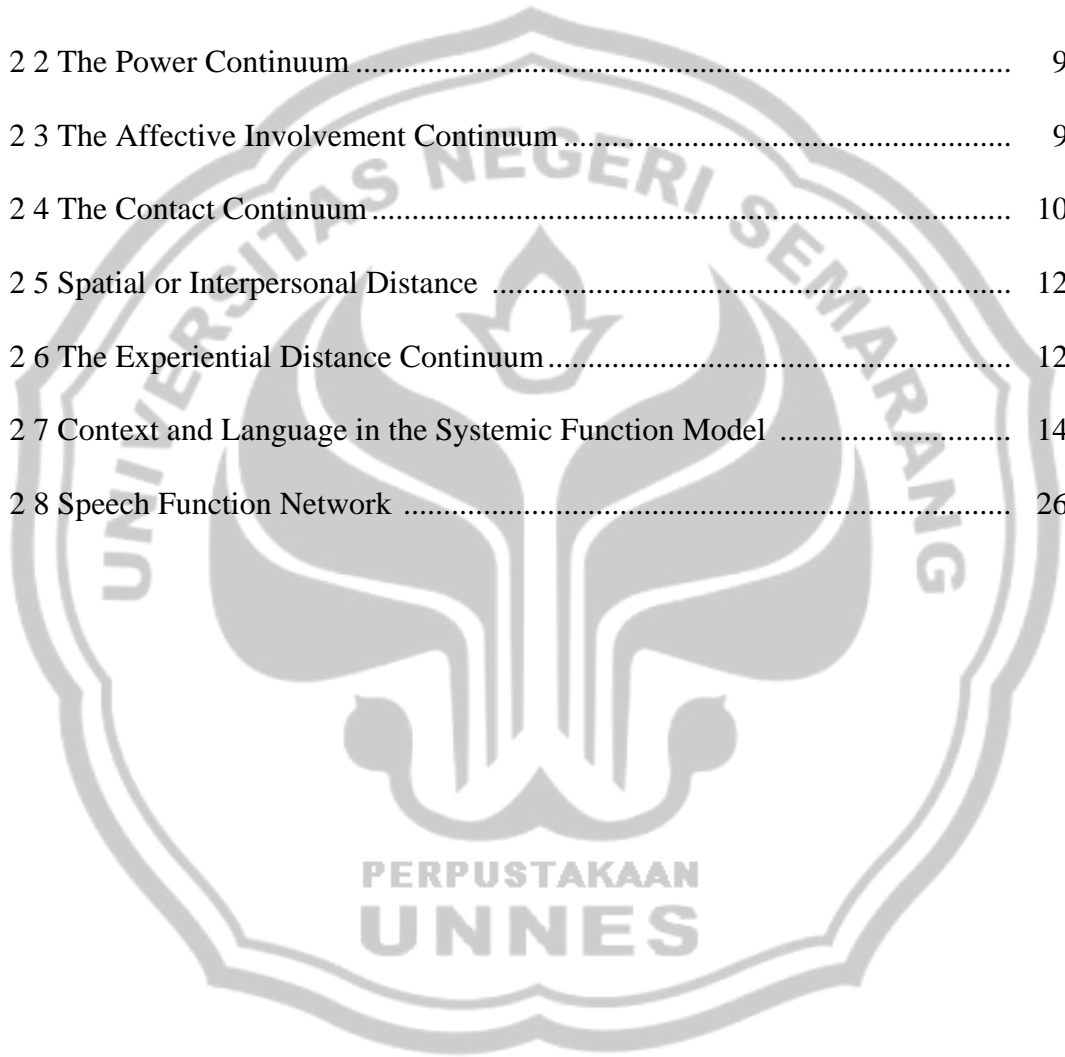 2 2 The Power Continuum .......................................................................................... 9
2 3 The Affective Involvement Continuum ............................................................. 9
2 4 The Contact Continuum ....................................................................................... 10
2 5 Spatial or Interpersonal Distance ....................................................................... 12
2 6 The Experiential Distance Continuum ............................................................... 12
2 7 Context and Language in the Systemic Function Model ................................ 14
2 8 Speech Function Network ................................................................................... 26
UNIVERSITAS NEGERI SEMARANG
PERPUSTAKAAN
UNNES